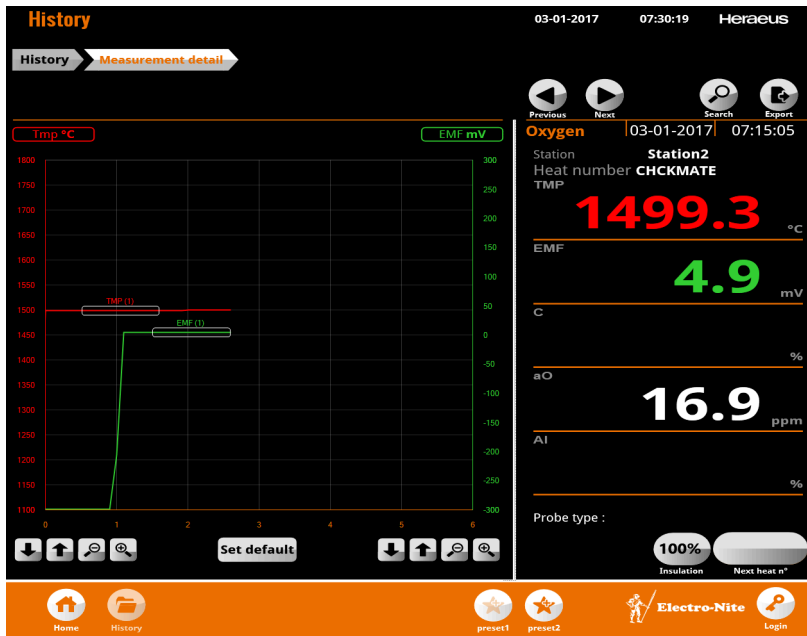 History
03-01-2017 07:30:19 Heraeus
History Measurement detail
Previous Next Search Export
Tmp °C EMF mV
Oxygen 03-01-2017 07:15:05
Station Station2
Heat number CHCKMATE
TMP
1499.3 °C
EMF
4.9 mV
C
%
aO
16.9 ppm
Al
%
Probe type :
100%
Insulation Next heat n°
1800 300
1750 250
1700 200
1650 150
1600 100
1550 50
1500 0
1450 -50
1400 -100
1350 -150
1300 -200
1250 -250
1200 -300
1150
1100
TMP (1)
EMF (1)
0 1 2 3 4 5 6
Set default
Home History preset1 preset2 Electro-Nite Login